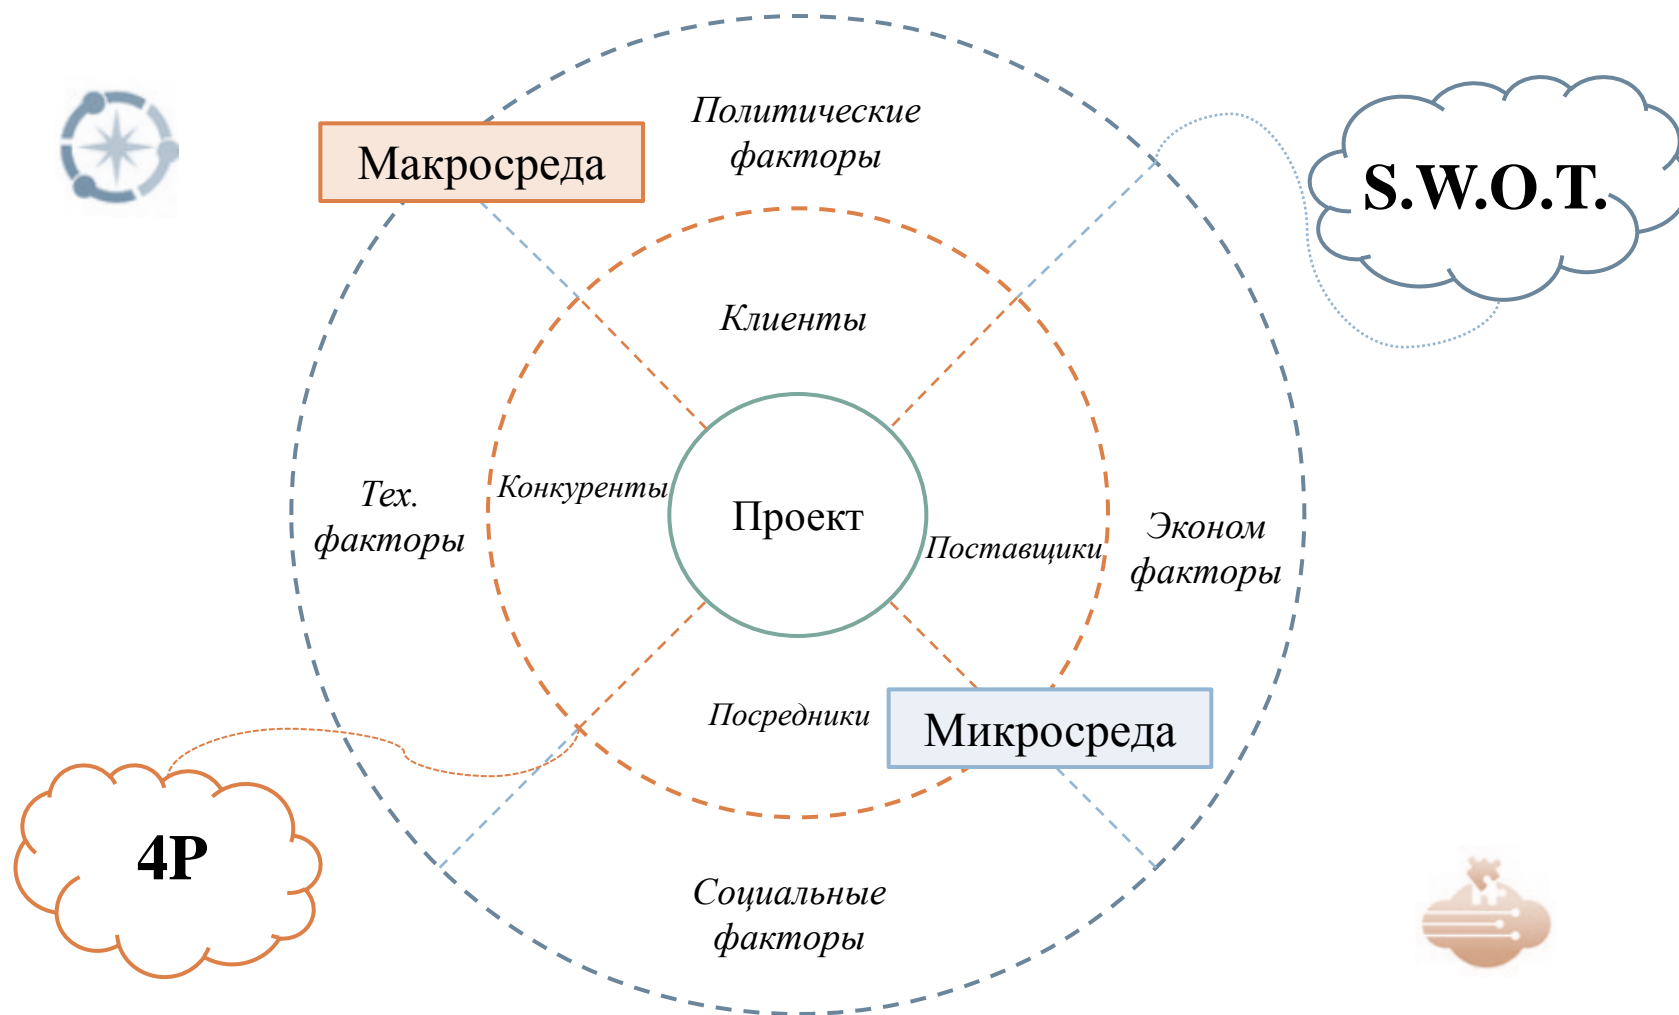 Политические
факторы
Макросреда
S.W.O.T.
Клиенты
Тех.
факторы
Конкуренты
Проект
Поставщики
Эконом
факторы
Посредники
Микросреда
4P
Социальные
факторы